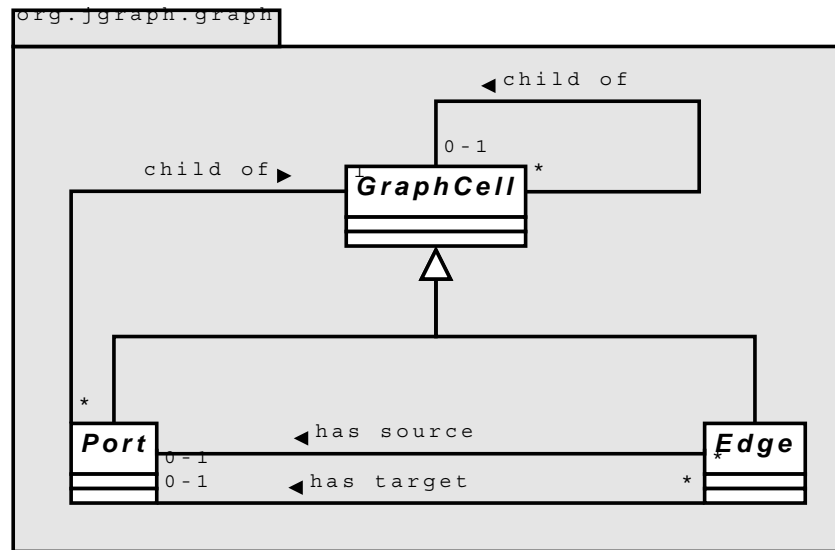 org.jgraph.graph
child of
0-1
child of
1
*
GraphCell
*
has source
Port
Edge
0-1
*
0-1
has target
*